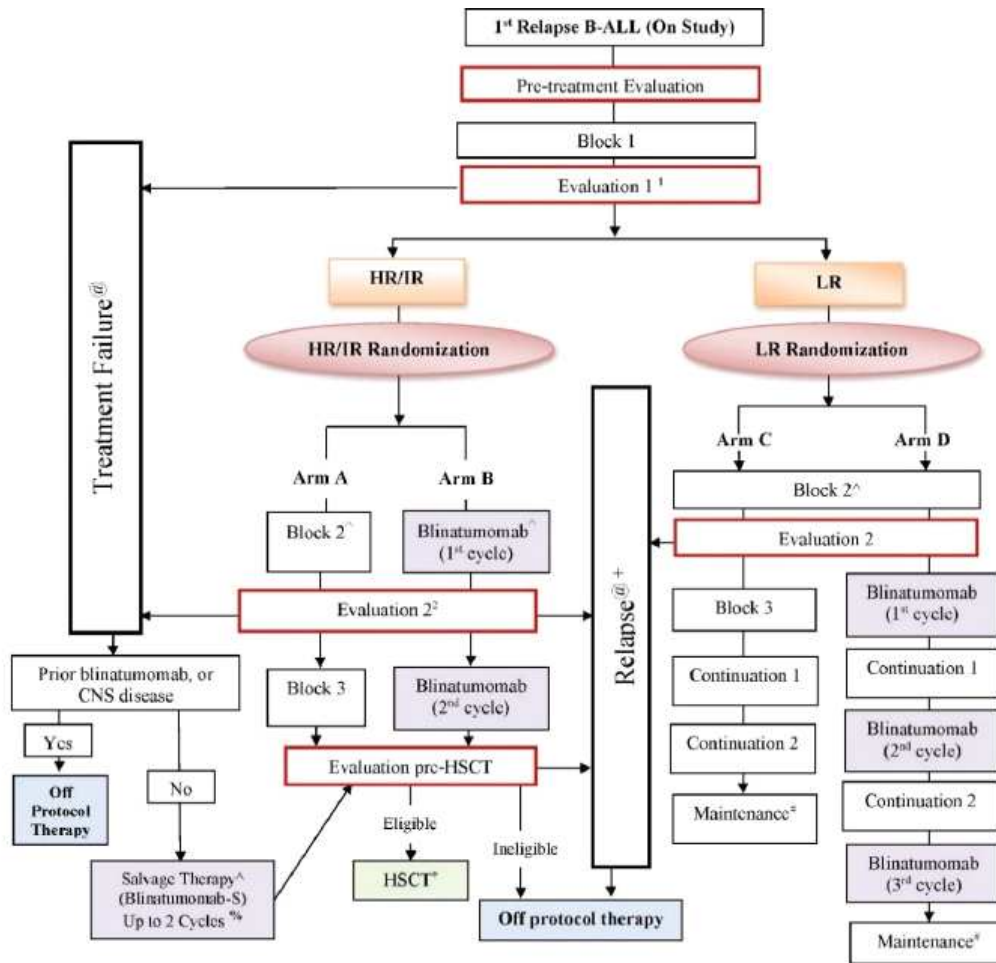 1st Relapse B-ALL (On Study)
Pre-treatment Evaluation
Block 1
Evaluation 1 1
HR/IR
LR
HR/IR Randomization
LR Randomization
Treatment Failure@
Relapse@ +
Arm A
Arm B
Arm C
Arm D
Block 2^
Blinatumomab^
(1st cycle)
Block 2^
Evaluation 2
Evaluation 2²
Block 3
Blinatumomab
(2nd cycle)
Evaluation pre-HSCT
Prior blinatumomab, or
CNS disease
Yes
No
Off
Protocol
Therapy
Salvage Therapy^
(Blinatumomab-S)
Up to 2 Cycles *%
Eligible
Ineligible
HSCT*
Off protocol therapy
Block 3
Continuation 1
Continuation 2
Maintenance#
Blinatumomab
(1st cycle)
Continuation 1
Blinatumomab
(2nd cycle)
Continuation 2
Blinatumomab
(3rd cycle)
Maintenance#